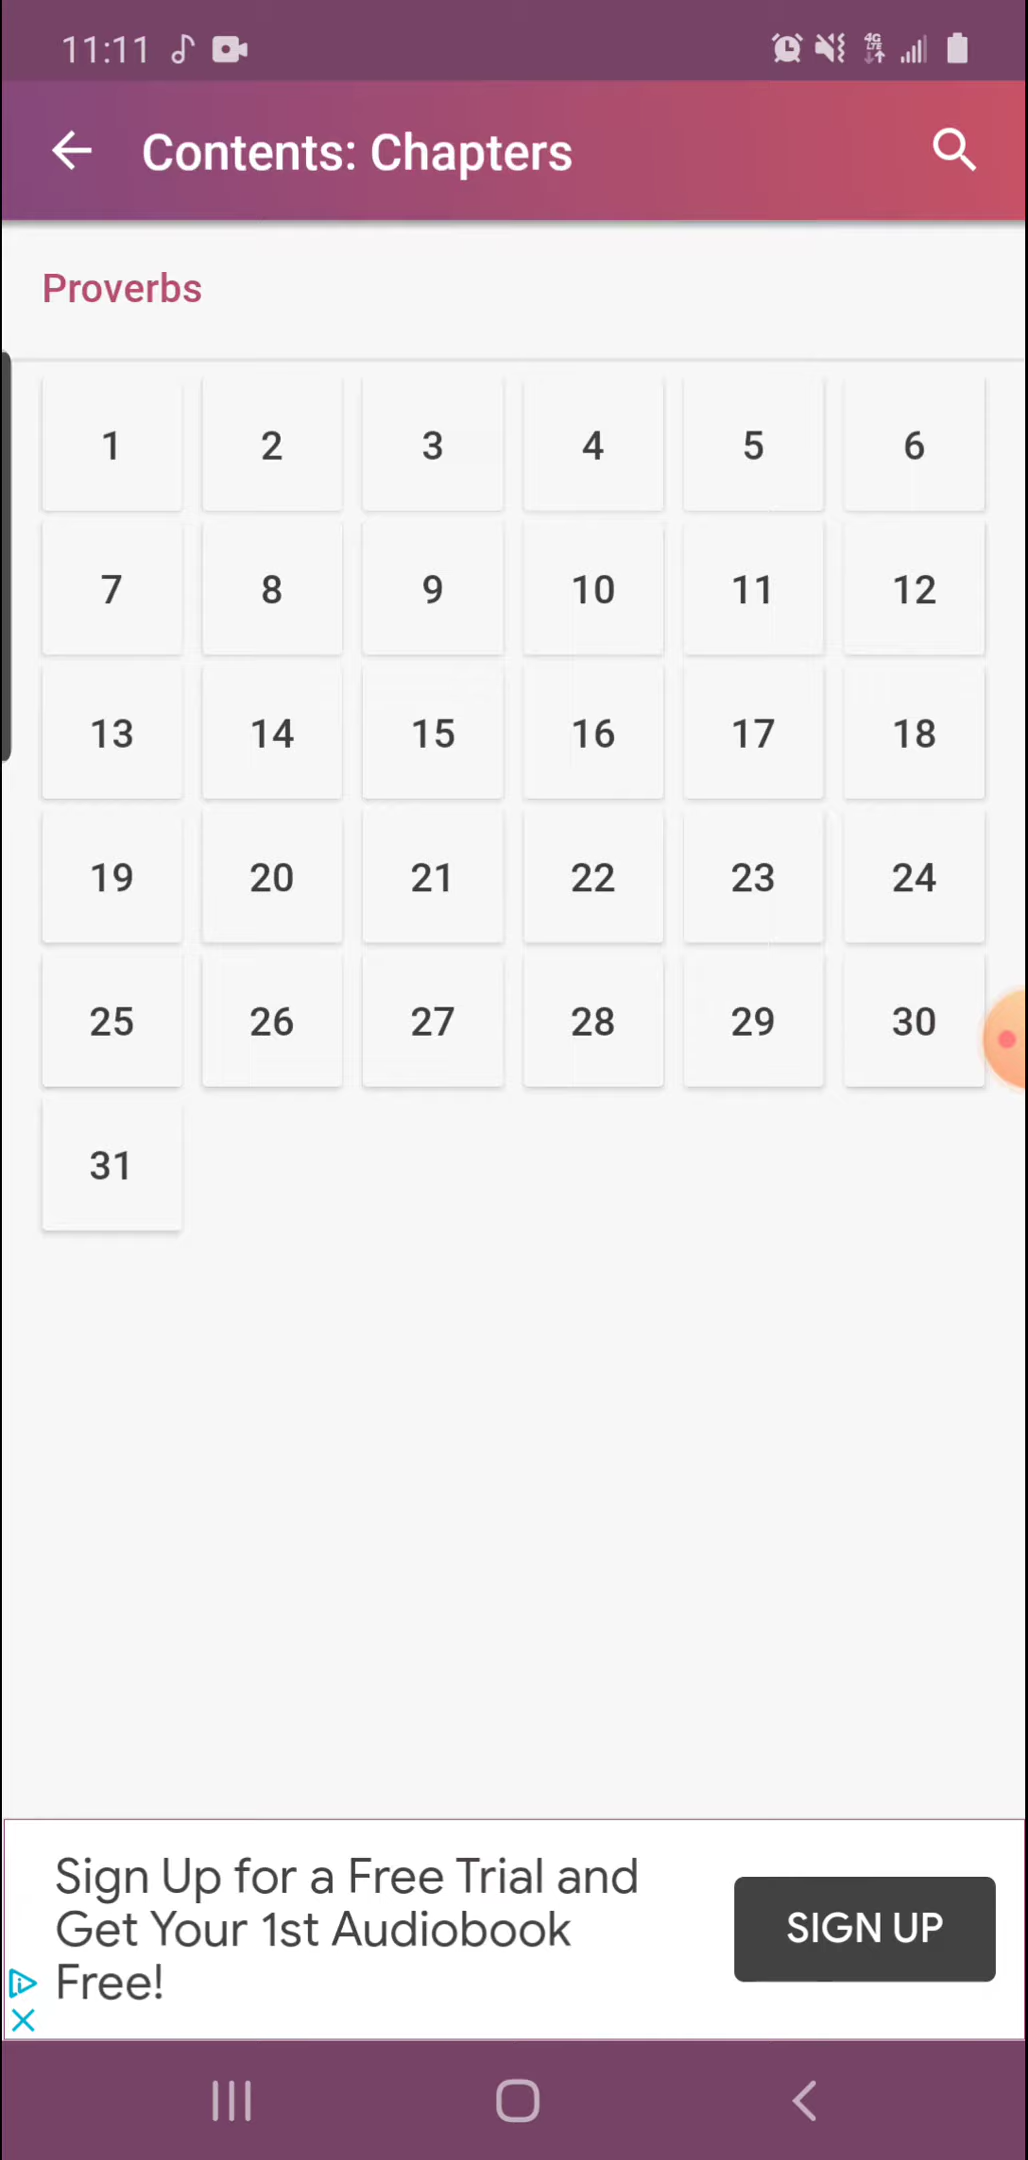 11:11
4G
LTE
Contents: Chapters
Proverbs
1 2 3 4 5 6
7 8 9 10 11 12
13 14 15 16 17 18
19 20 21 22 23 24
25 26 27 28 29 30
31
Sign Up for a Free Trial and
Get Your 1st Audiobook
Free!
SIGN UP